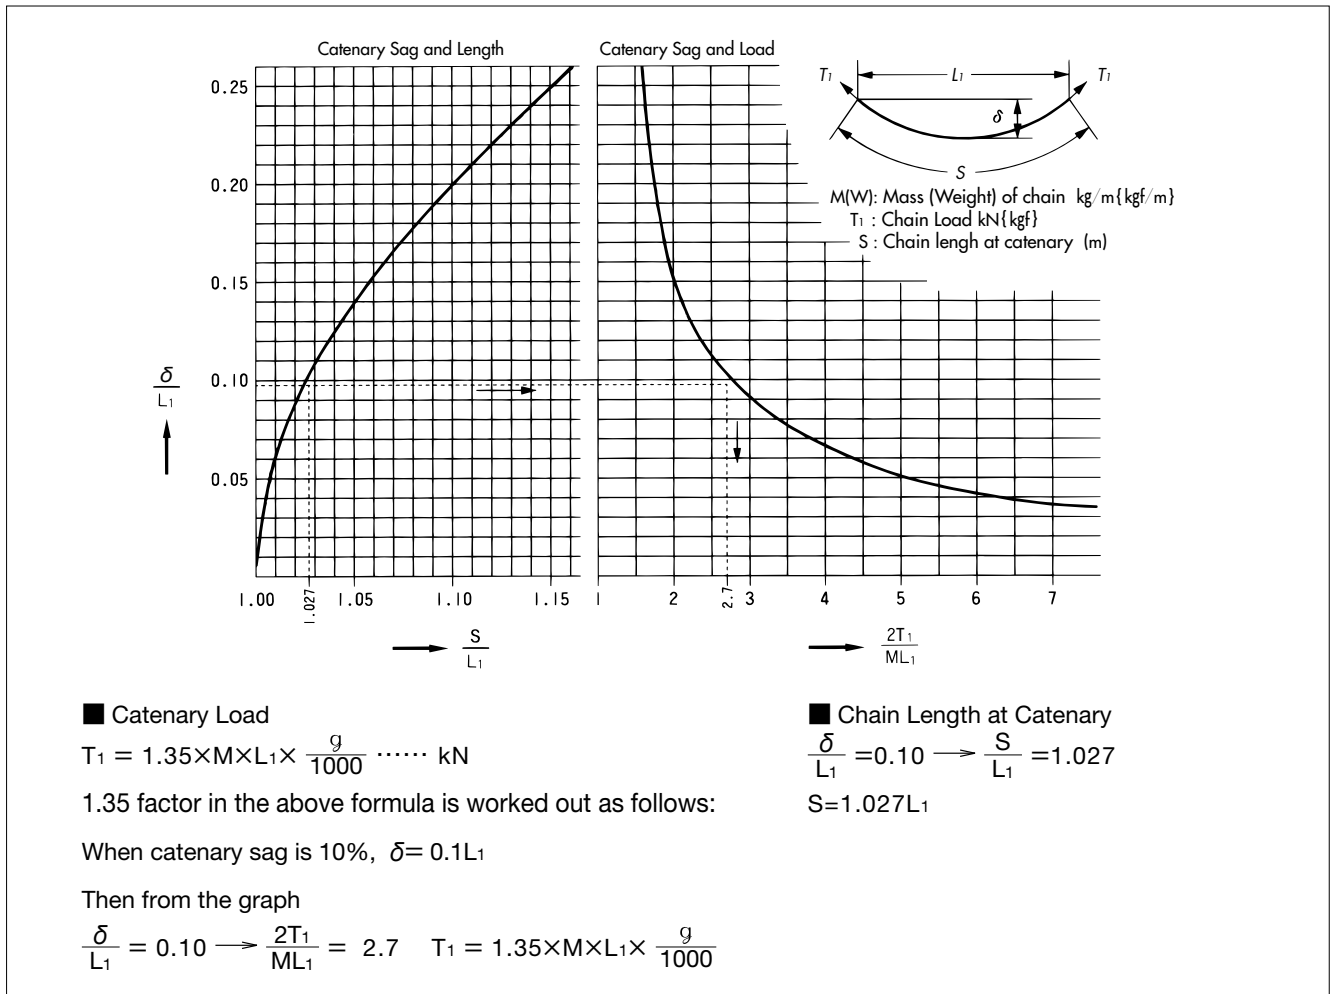 Catenary Sag and Length
Catenary Sag and Load
0.25
0.20
0.15
0.10
0.05
δ
L1
1.00
1.027
1.05
1.10
1.15
S
L1
1
2
2.7
3
4
5
6
7
2T1
ML1
T1
L1
T1
δ
S
M(W): Mass (Weight) of chain kg/m{kgf/m}
T1 : Chain Load kN{kgf}
S : Chain lengh at catenary (m)
■ Catenary Load
T1 = 1.35×M×L1× g/1000 ······ kN
1.35 factor in the above formula is worked out as follows:
When catenary sag is 10%, δ= 0.1L1
Then from the graph
δ/L1 = 0.10 → 2T1/ML1 = 2.7 T1 = 1.35×M×L1× g/1000
■ Chain Length at Catenary
δ/L1 =0.10 → S/L1 =1.027
S=1.027L1